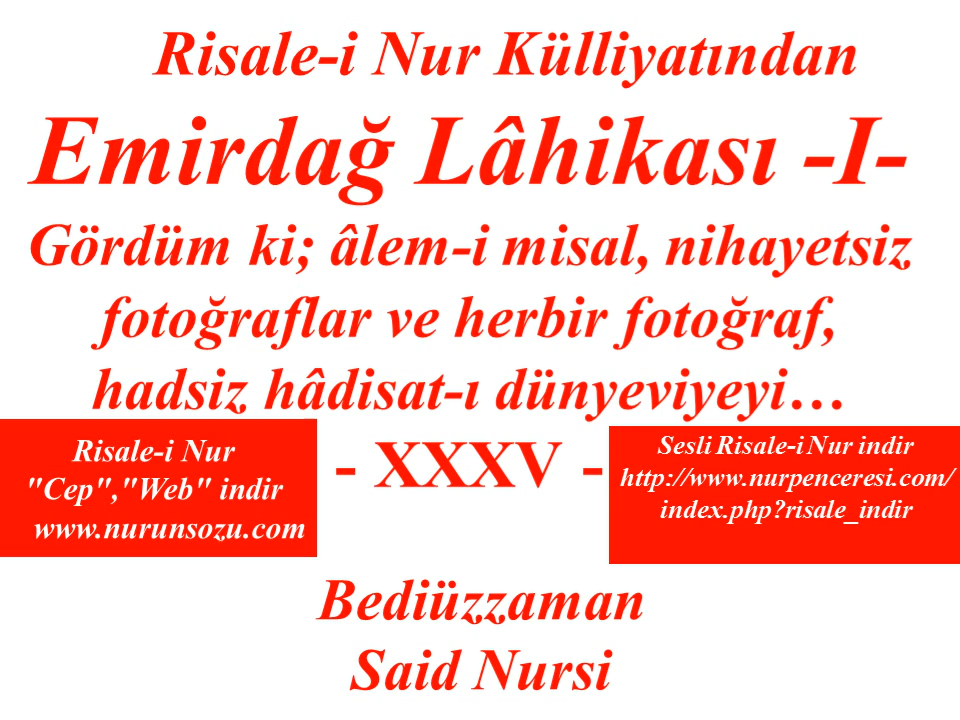 Risale-i Nur Külliyatından
Emirdağ Lâhikası -I-
Gördüm ki; âlem-i misal, nihayetsiz
fotoğraflar ve herbir fotoğraf,
hadsiz hâdisat-ı dünyeviyeyi…
- XXXV -
Risale-i Nur
"Cep","Web" indir
www.nurunsozu.com
Sesli Risale-i Nur indir
http://www.nurpenceresi.com/
index.php?risale_indir
Bediüzzaman
Said Nursi